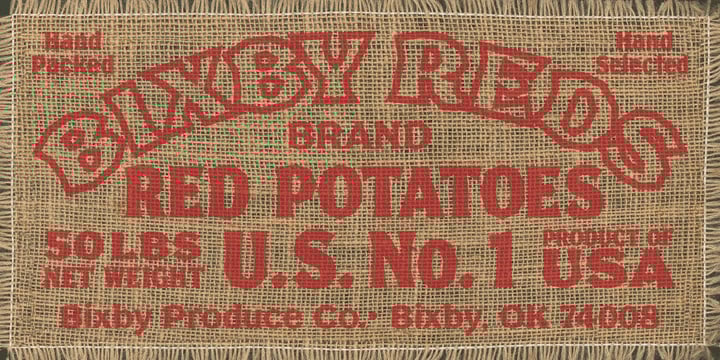 Hand Packed
Hand Selected
BIXBY REDS
BRAND
RED POTATOES
50 LBS
NET WEIGHT
U.S. No. 1
PRODUCT OF
USA
Bixby Produce Co. • Bixby, OK 74008